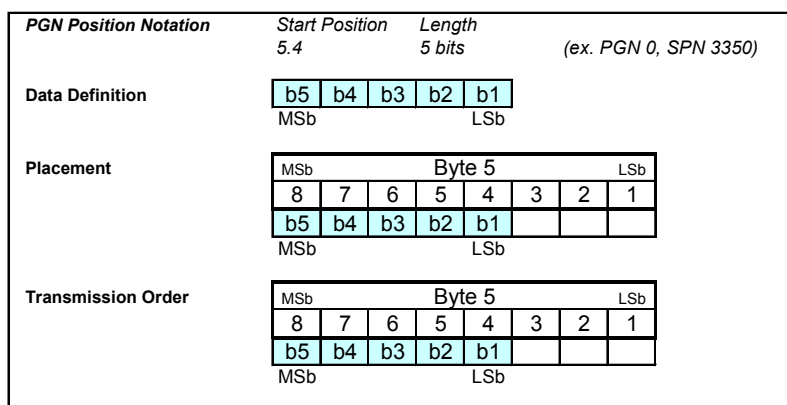 PGN Position Notation Start Position Length
5.4 5 bits (ex. PGN 0, SPN 3350)
Data Definition b5 b4 b3 b2 b1
MSb LSb
Placement MSb Byte 5 LSb
8 7 6 5 4 3 2 1
b5 b4 b3 b2 b1
MSb LSb
Transmission Order MSb Byte 5 LSb
8 7 6 5 4 3 2 1
b5 b4 b3 b2 b1
MSb LSb